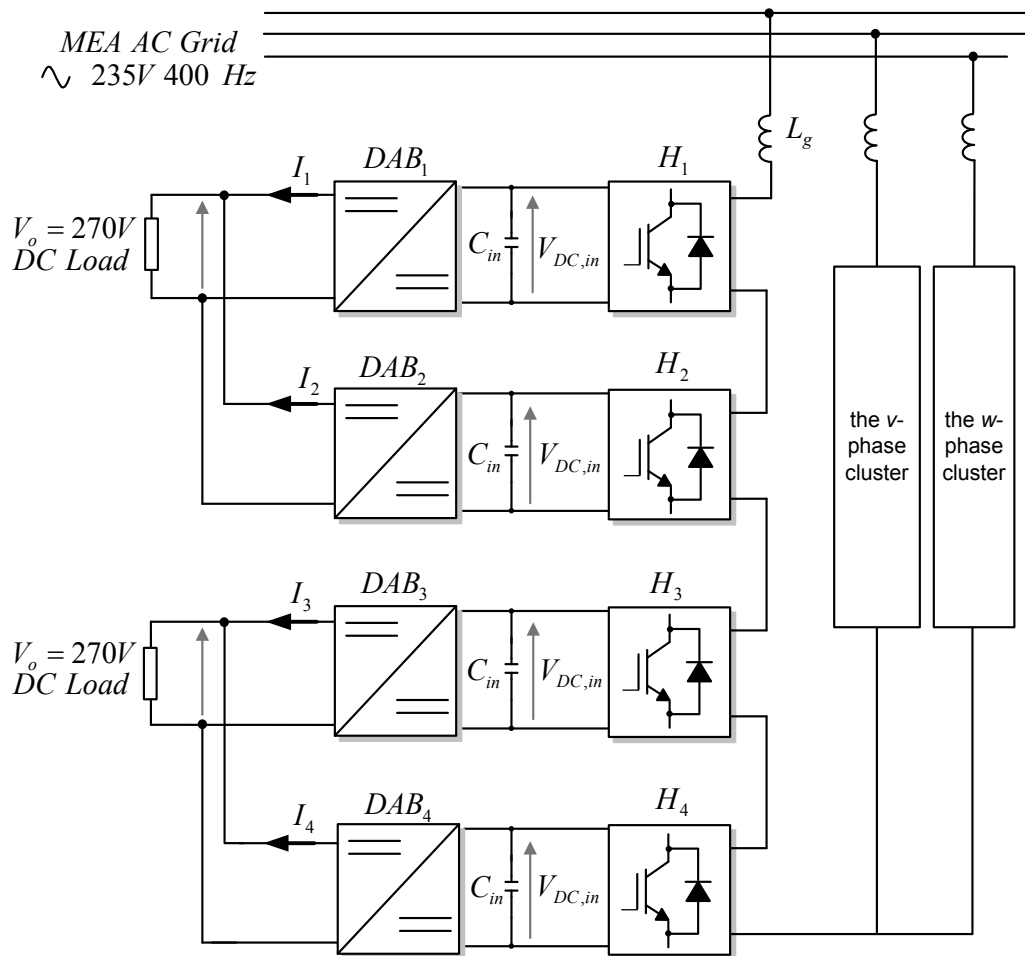 MEA AC Grid
∿ 235V 400 Hz
L_g
I_1
DAB_1
H_1
V_o = 270V
DC Load
C_in
V_DC,in
I_2
DAB_2
H_2
C_in
V_DC,in
the v-
phase
cluster
the w-
phase
cluster
I_3
DAB_3
H_3
V_o = 270V
DC Load
C_in
V_DC,in
I_4
DAB_4
H_4
C_in
V_DC,in